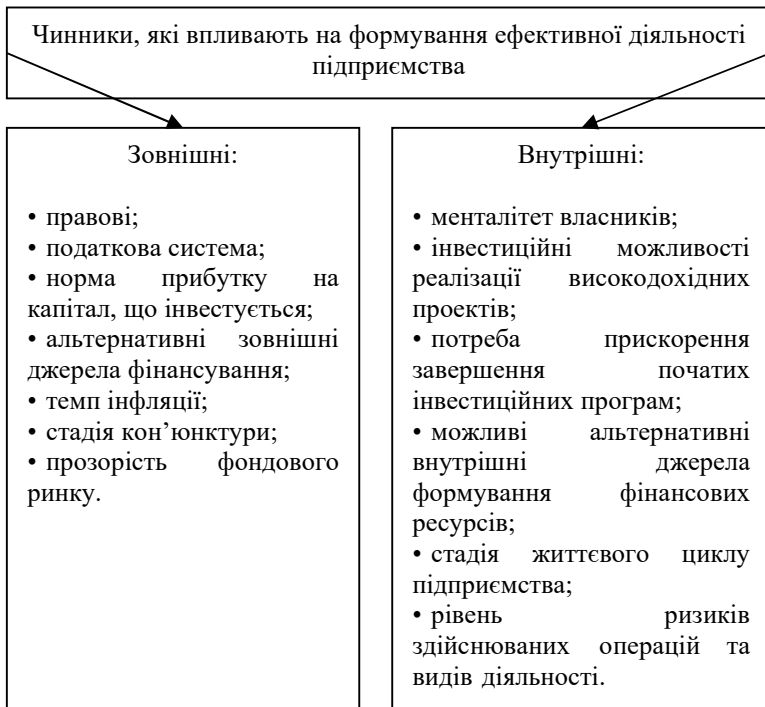 Чинники, які впливають на формування ефективної діяльності
підприємства
Зовнішні:
• правові;
• податкова система;
• норма прибутку на
капітал, що інвестується;
• альтернативні зовнішні
джерела фінансування;
• темп інфляції;
• стадія кон’юнктури;
• прозорість фондового
ринку.
Внутрішні:
• менталітет власників;
• інвестиційні можливості
реалізації високодохідних
проектів;
• потреба прискорення
завершення початих
інвестиційних програм;
• можливі альтернативні
внутрішні джерела
формування фінансових
ресурсів;
• стадія життєвого циклу
підприємства;
• рівень ризиків
здійснюваних операцій та
видів діяльності.